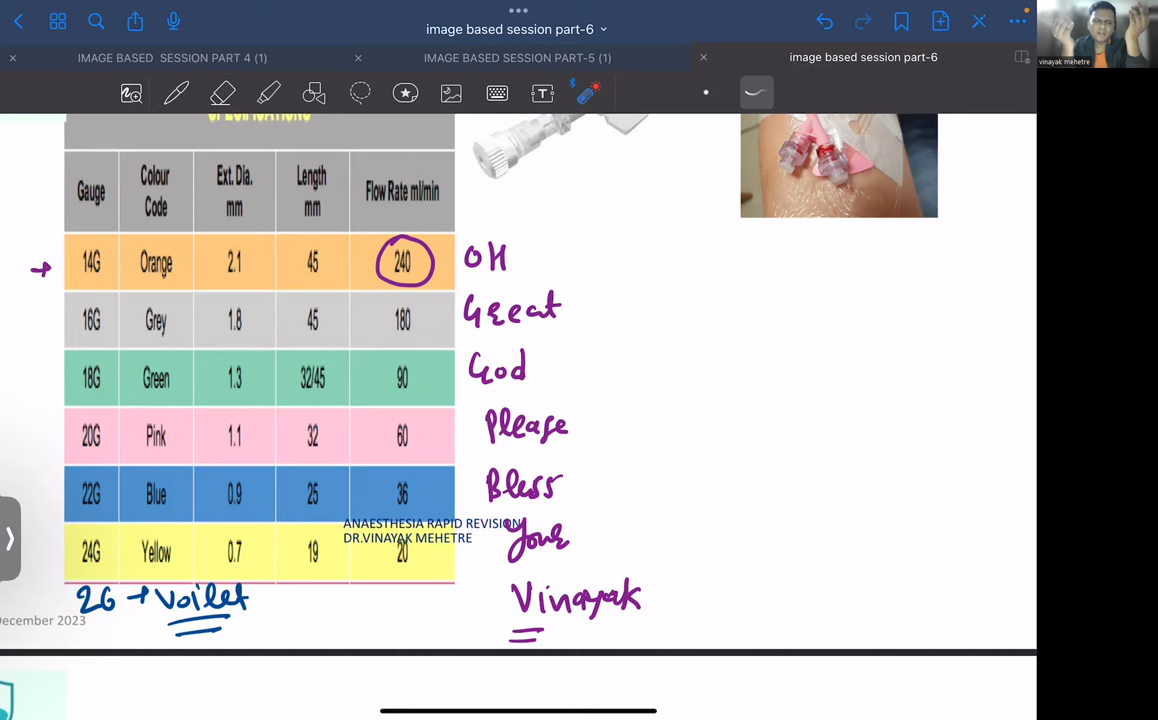 image based session part-6
IMAGE BASED SESSION PART 4 (1)
IMAGE BASED SESSION PART-5 (1)
image based session part-6
vinayak mehetre
SPECIFICATIONS
Gauge Colour Code Ext. Dia. mm Length mm Flow Rate ml/min
14G Orange 2.1 45 240 OH
16G Grey 1.8 45 180 Great
18G Green 1.3 32/45 90 God
20G Pink 1.1 32 60 Please
22G Blue 0.9 25 36 Bless
ANAESTHESIA RAPID REVISION
DR.VINAYAK MEHETRE
24G Yellow 0.7 19 20 Your
26 → Voilet Vinayak
December 2023